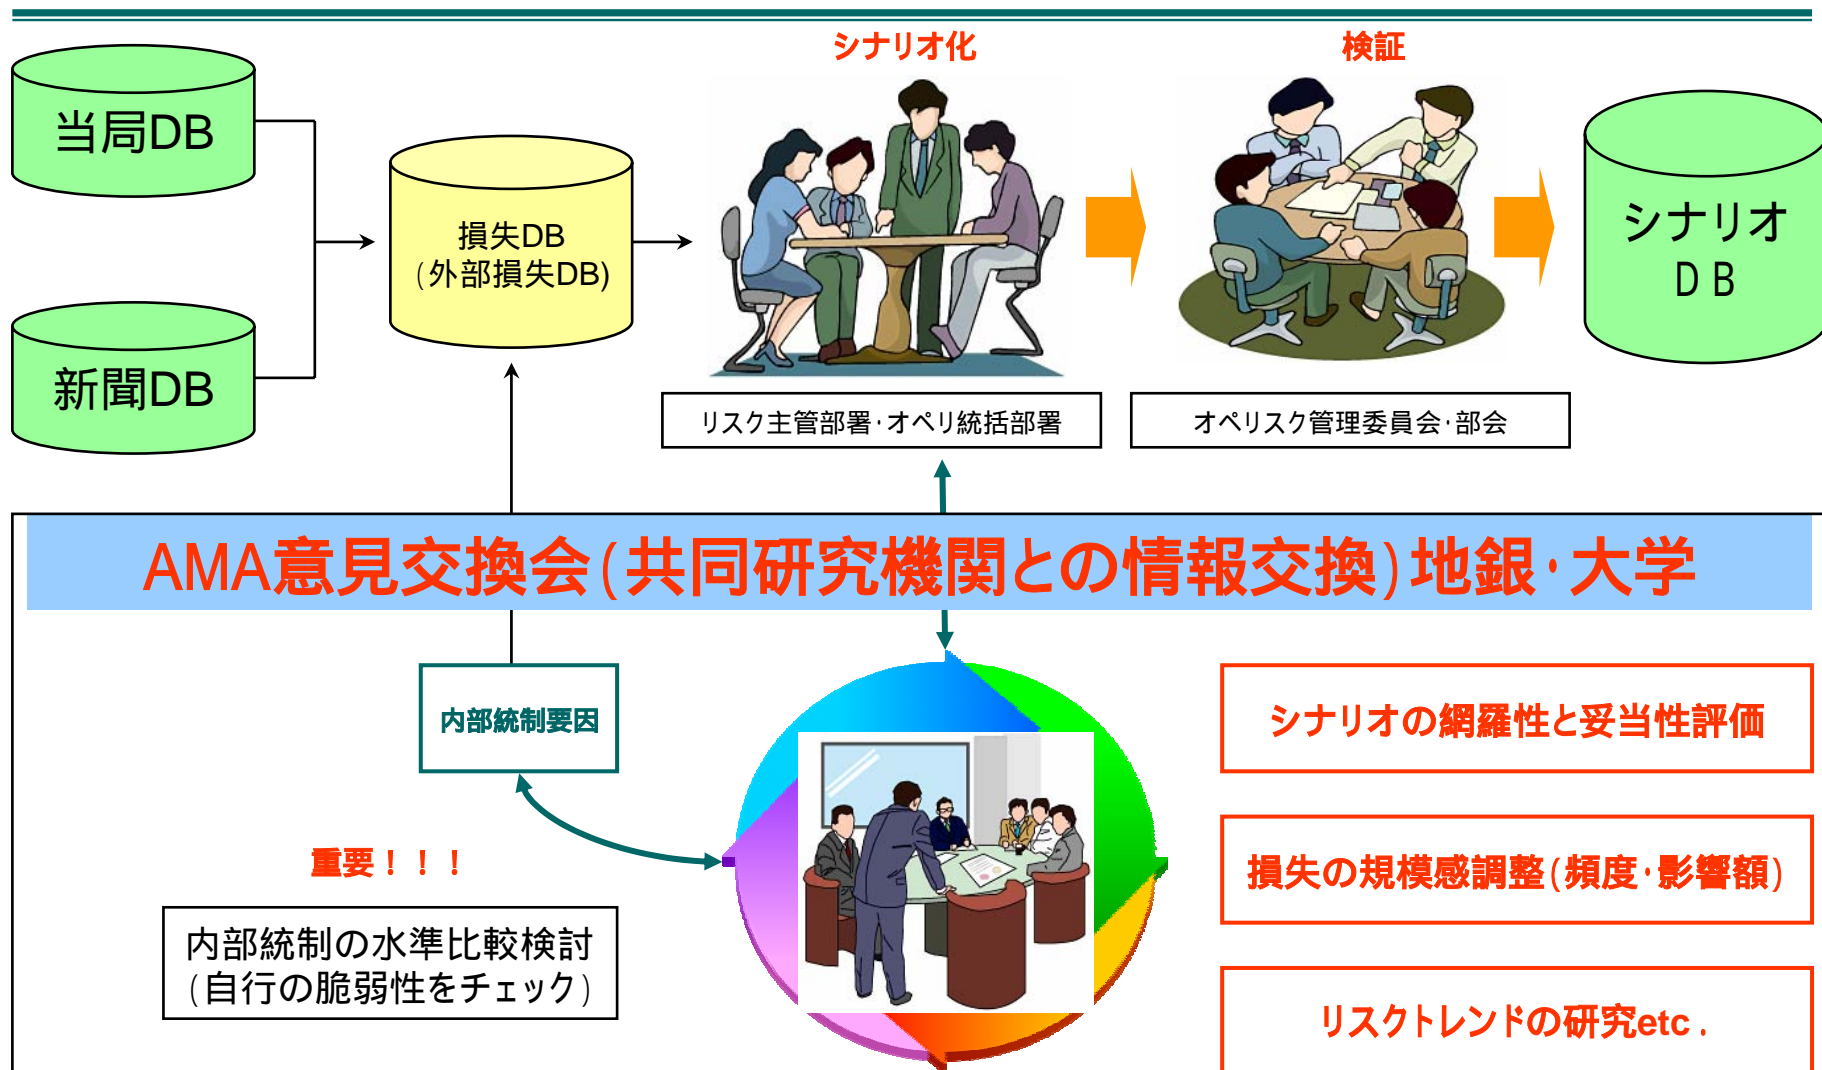 シナリオ化
検証
当局DB
新聞DB
損失DB
(外部損失DB)
シナリオ
DB
リスク主管部署・オペリ統括部署
オペリスク管理委員会・部会
AMA意見交換会(共同研究機関との情報交換)地銀・大学
内部統制要因
重要！！！
内部統制の水準比較検討
(自行の脆弱性をチェック)
シナリオの網羅性と妥当性評価
損失の規模感調整(頻度・影響額)
リスクトレンドの研究etc.